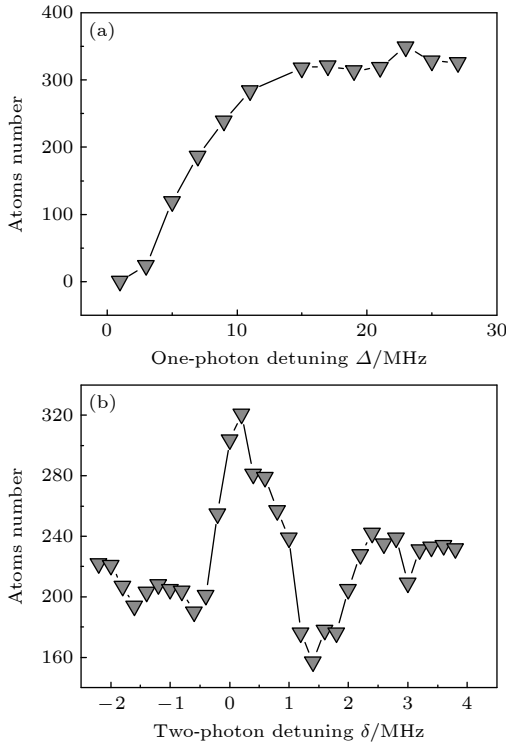 (a)
400
300
200
100
0
Atoms number
0 10 20 30
One-photon detuning Δ/MHz
(b)
320
280
240
200
160
Atoms number
−2 −1 0 1 2 3 4
Two-photon detuning δ/MHz